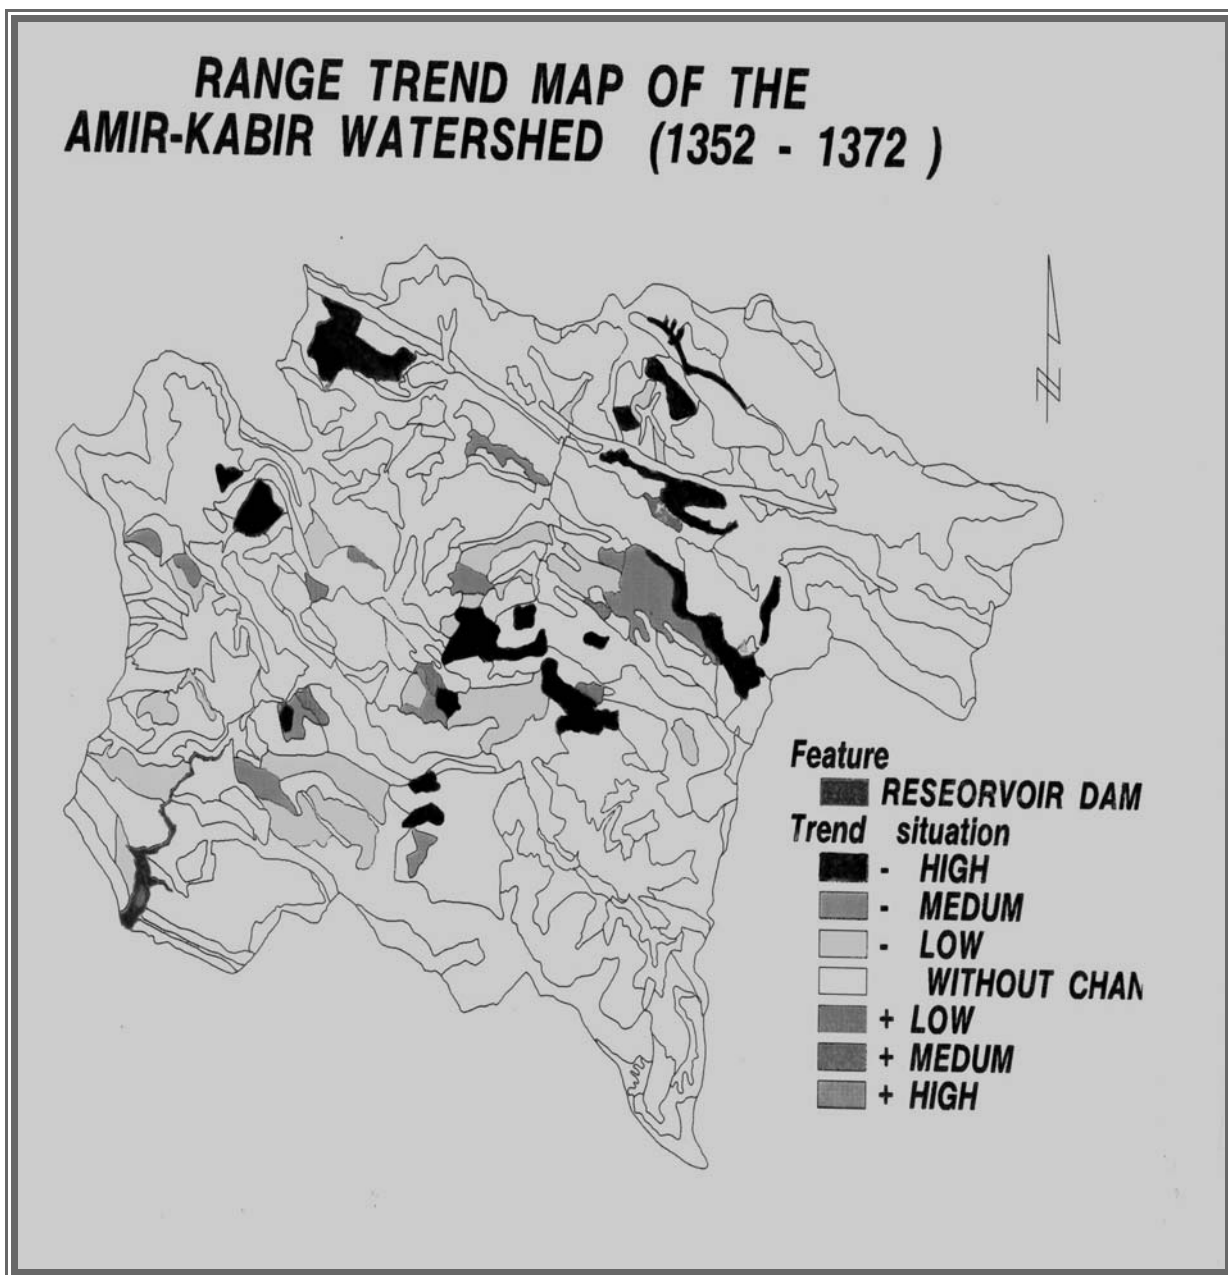 RANGE TREND MAP OF THE
AMIR-KABIR WATERSHED (1352 - 1372 )
N
Feature
RESEORVOIR DAM
Trend situation
- HIGH
- MEDUM
- LOW
WITHOUT CHAN
+ LOW
+ MEDUM
+ HIGH